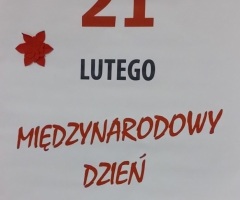 21
LUTEGO
MIĘDZYNARODOWY
DZIEŃ